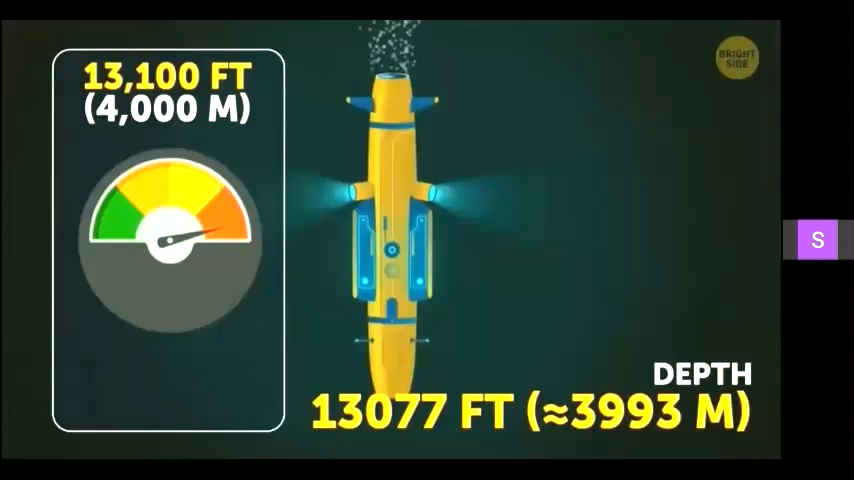 13,100 FT
(4,000 M)
BRIGHT
SIDE
S
DEPTH
13077 FT (≈3993 M)